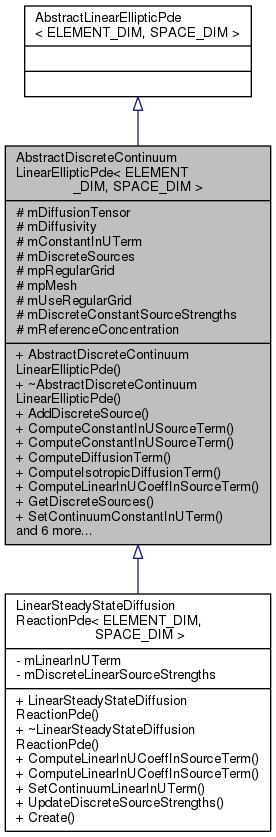 AbstractLinearEllipticPde
< ELEMENT_DIM, SPACE_DIM >
AbstractDiscreteContinuum
LinearEllipticPde< ELEMENT
_DIM, SPACE_DIM >
# mDiffusionTensor
# mDiffusivity
# mConstantInUTerm
# mDiscreteSources
# mpRegularGrid
# mpMesh
# mUseRegularGrid
# mDiscreteConstantSourceStrengths
# mReferenceConcentration
+ AbstractDiscreteContinuum
LinearEllipticPde()
+ ~AbstractDiscreteContinuum
LinearEllipticPde()
+ AddDiscreteSource()
+ ComputeConstantInUSourceTerm()
+ ComputeConstantInUSourceTerm()
+ ComputeDiffusionTerm()
+ ComputeIsotropicDiffusionTerm()
+ ComputeLinearInUCoeffInSourceTerm()
+ GetDiscreteSources()
+ SetContinuumConstantInUTerm()
and 6 more...
LinearSteadyStateDiffusion
ReactionPde< ELEMENT_DIM,
SPACE_DIM >
- mLinearInUTerm
- mDiscreteLinearSourceStrengths
+ LinearSteadyStateDiffusion
ReactionPde()
+ ~LinearSteadyStateDiffusion
ReactionPde()
+ ComputeLinearInUCoeffInSourceTerm()
+ ComputeLinearInUCoeffInSourceTerm()
+ SetContinuumLinearInUTerm()
+ UpdateDiscreteSourceStrengths()
+ Create()